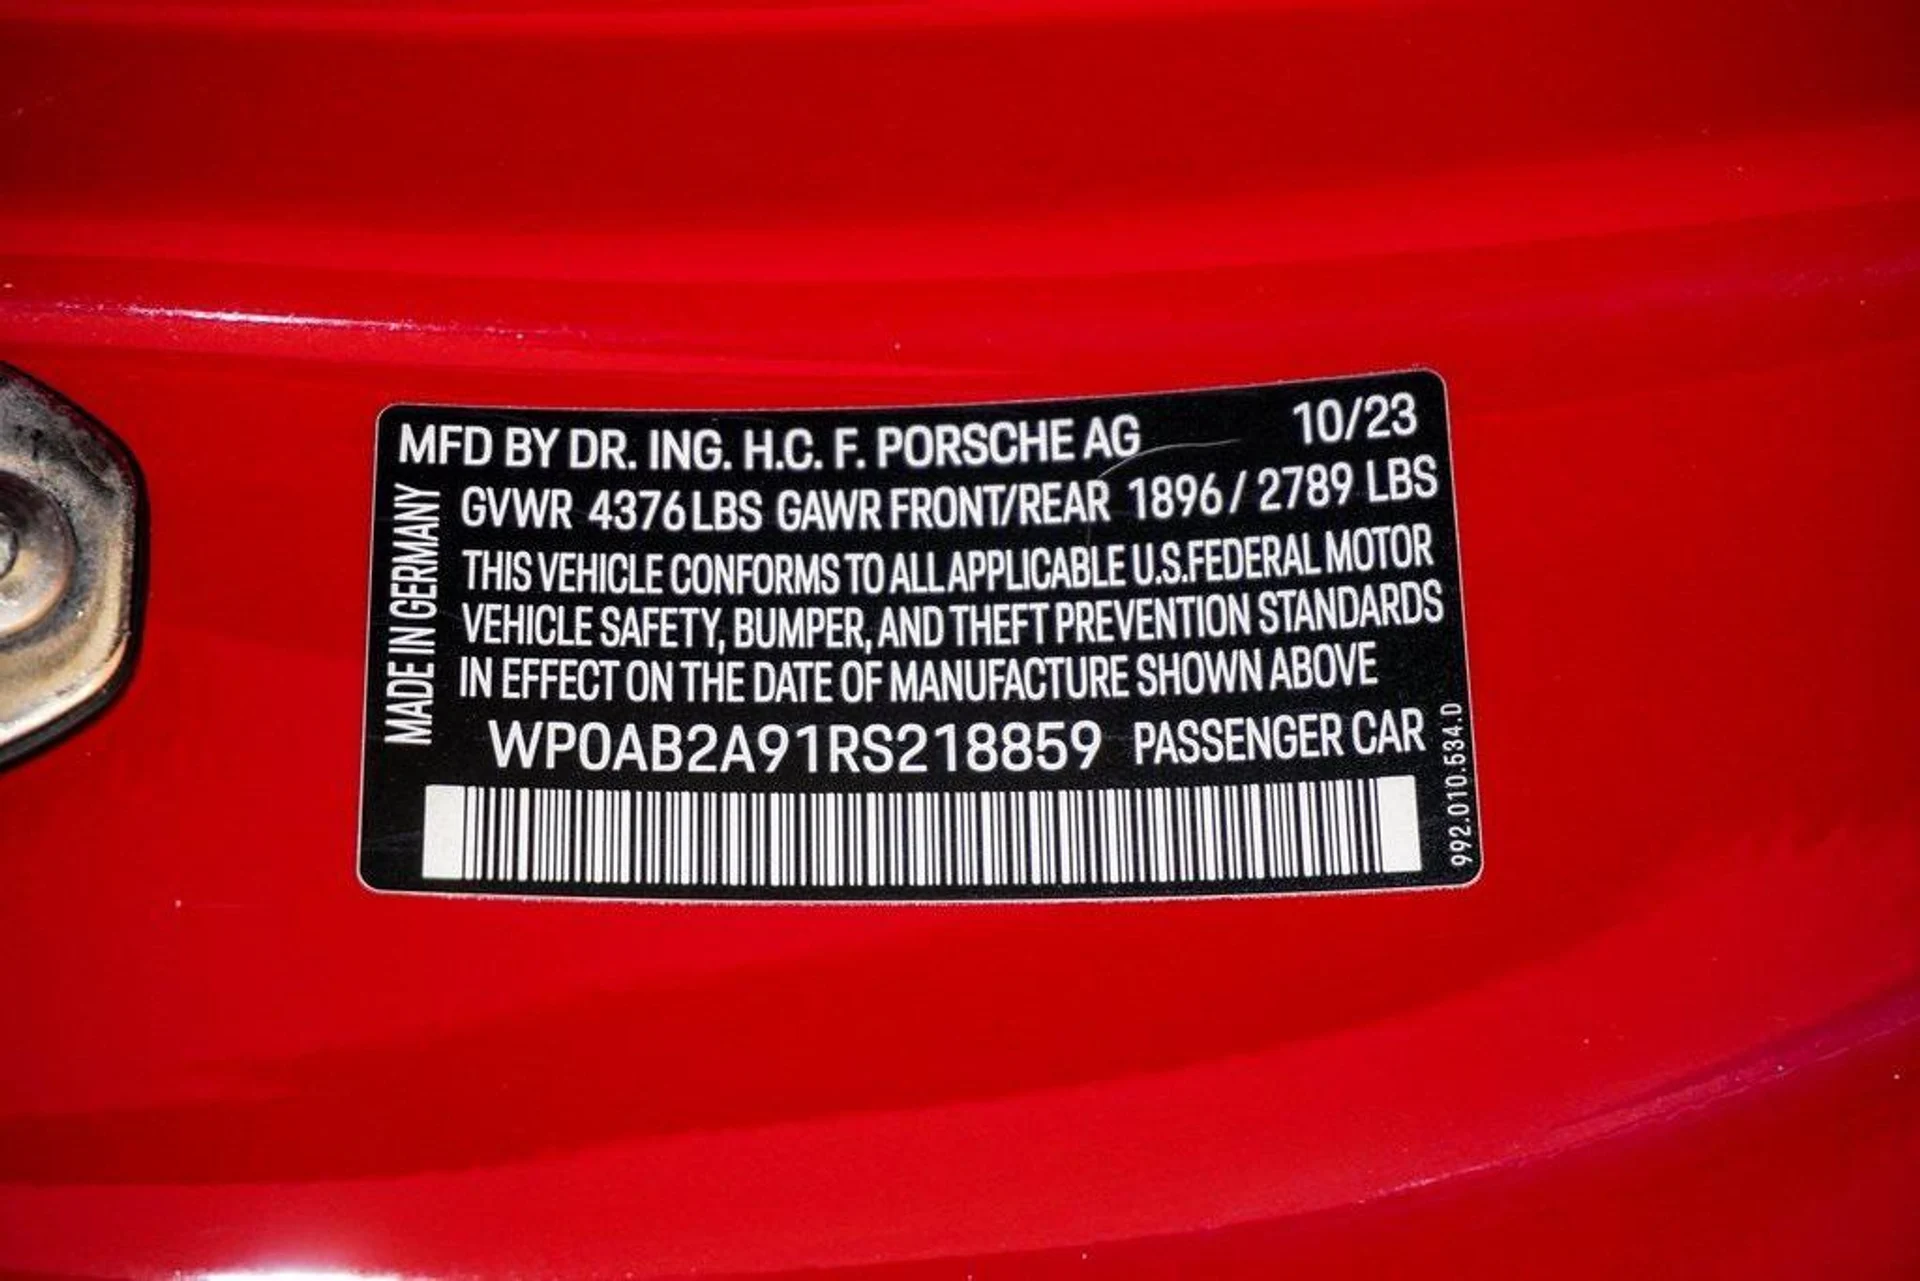 MFD BY DR. ING. H.C. F. PORSCHE AG 10/23
GVWR 4376 LBS GAWR FRONT/REAR 1896 / 2789 LBS
THIS VEHICLE CONFORMS TO ALL APPLICABLE U.S.FEDERAL MOTOR
VEHICLE SAFETY, BUMPER, AND THEFT PREVENTION STANDARDS
IN EFFECT ON THE DATE OF MANUFACTURE SHOWN ABOVE
WP0AB2A91RS218859 PASSENGER CAR
MADE IN GERMANY
992.010.534.D